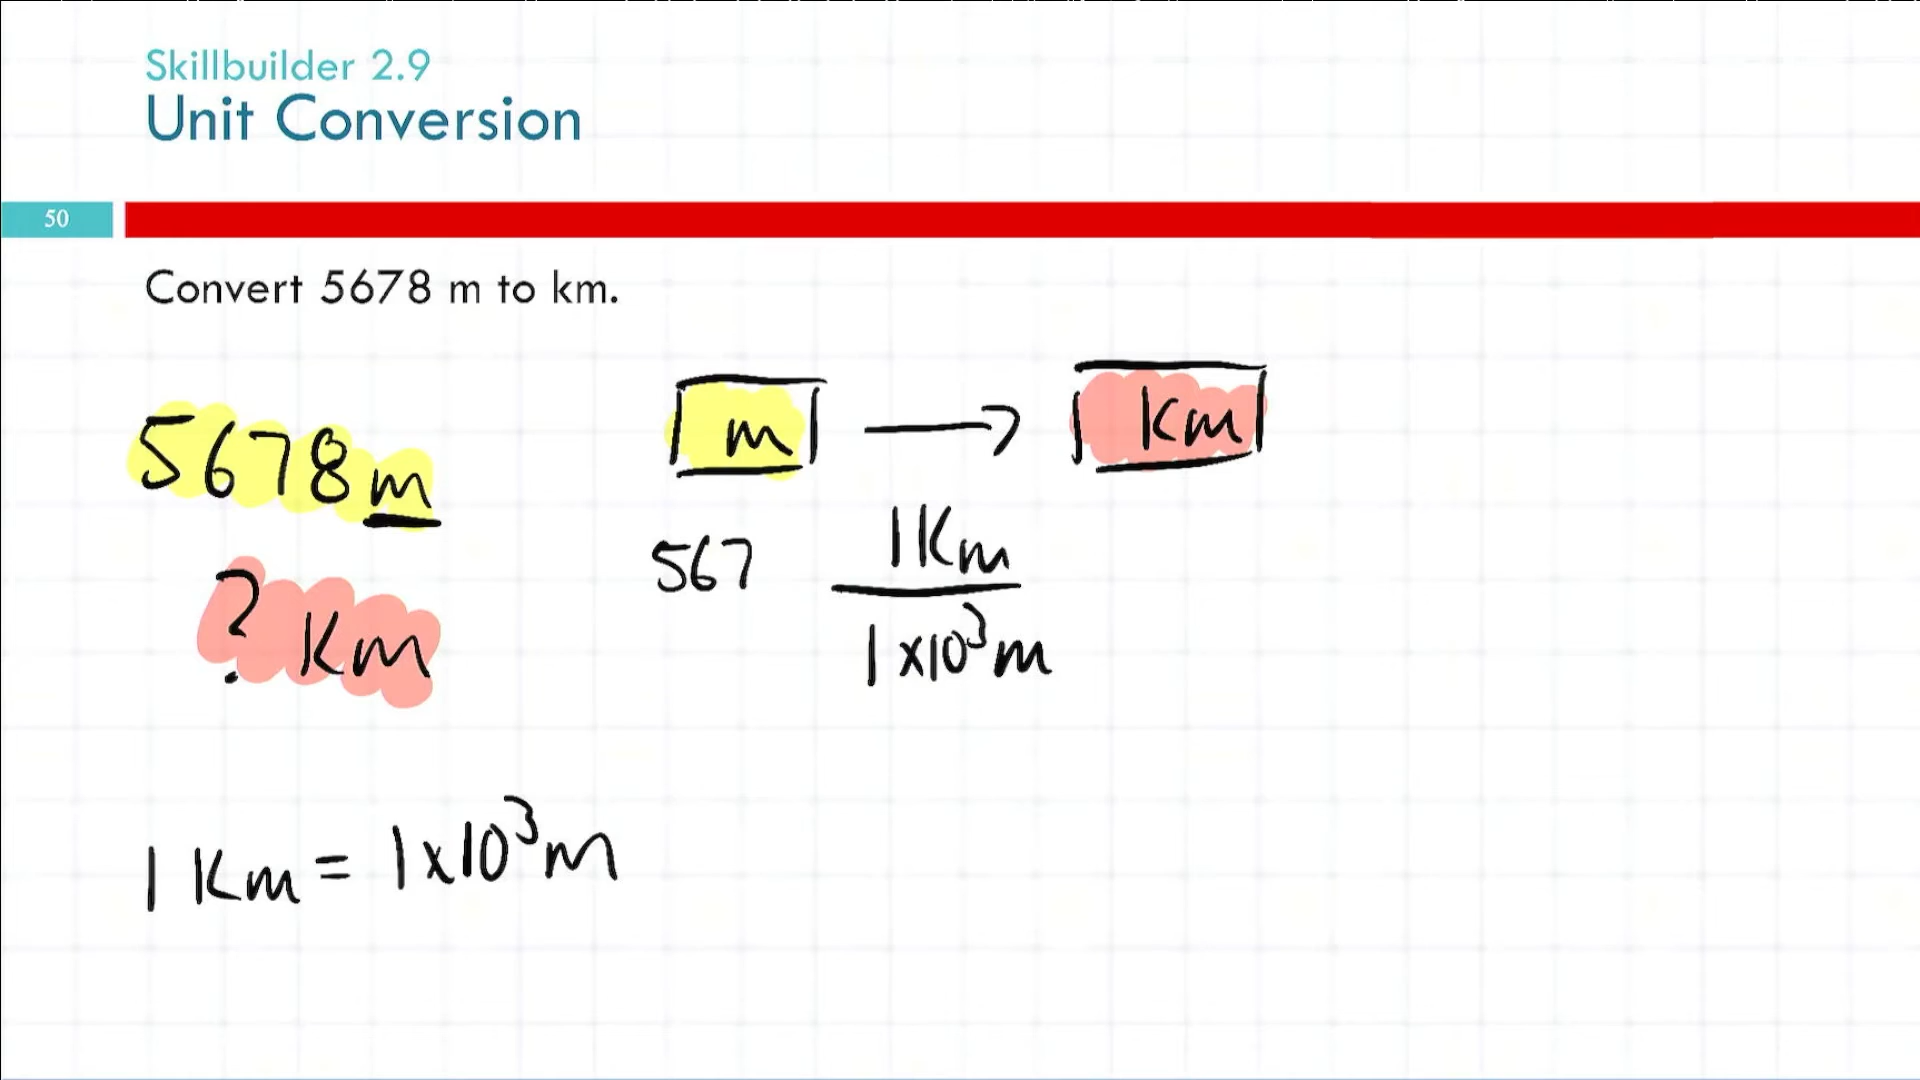 Skillbuilder 2.9
Unit Conversion
50
Convert 5678 m to km.
5678 m
? Km
m → Km
567 1 Km
1 x 10³ m
1 Km = 1 x 10³ m